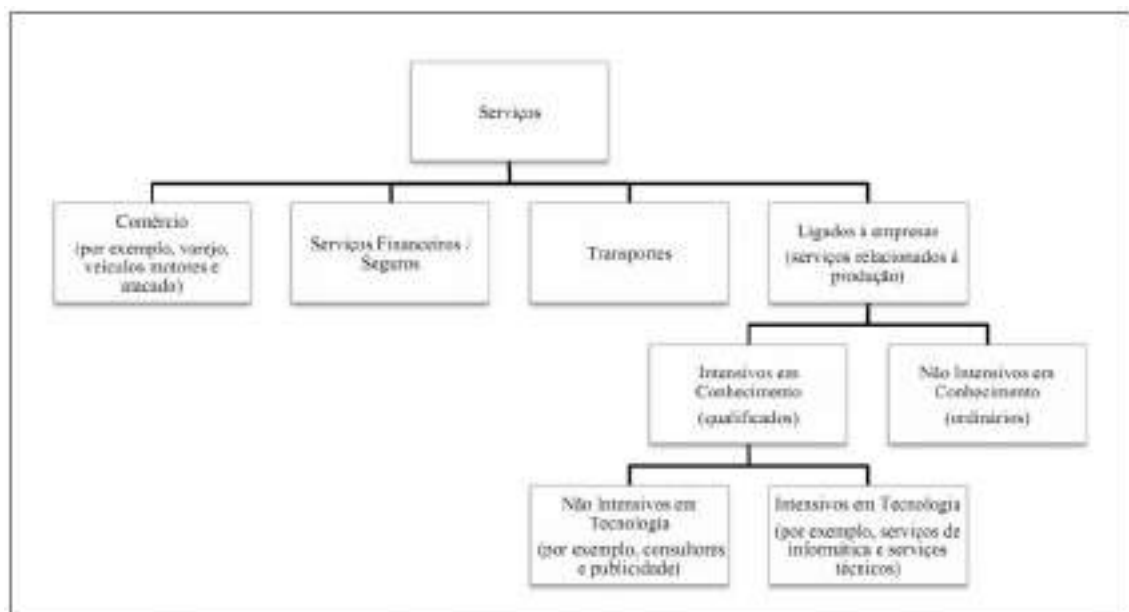 Serviços
Comércio
(por exemplo, varejo,
veículos motores e
atacado)
Serviços Financeiros /
Seguros
Transportes
Ligados à empresas
(serviços relacionados à
produção)
Intensivos em
Conhecimento
(qualificados)
Não Intensivos em
Conhecimento
(ordinários)
Não Intensivos em
Tecnologia
(por exemplo, consultores
e publicidade)
Intensivos em Tecnologia
(por exemplo, serviços de
informática e serviços
técnicos)